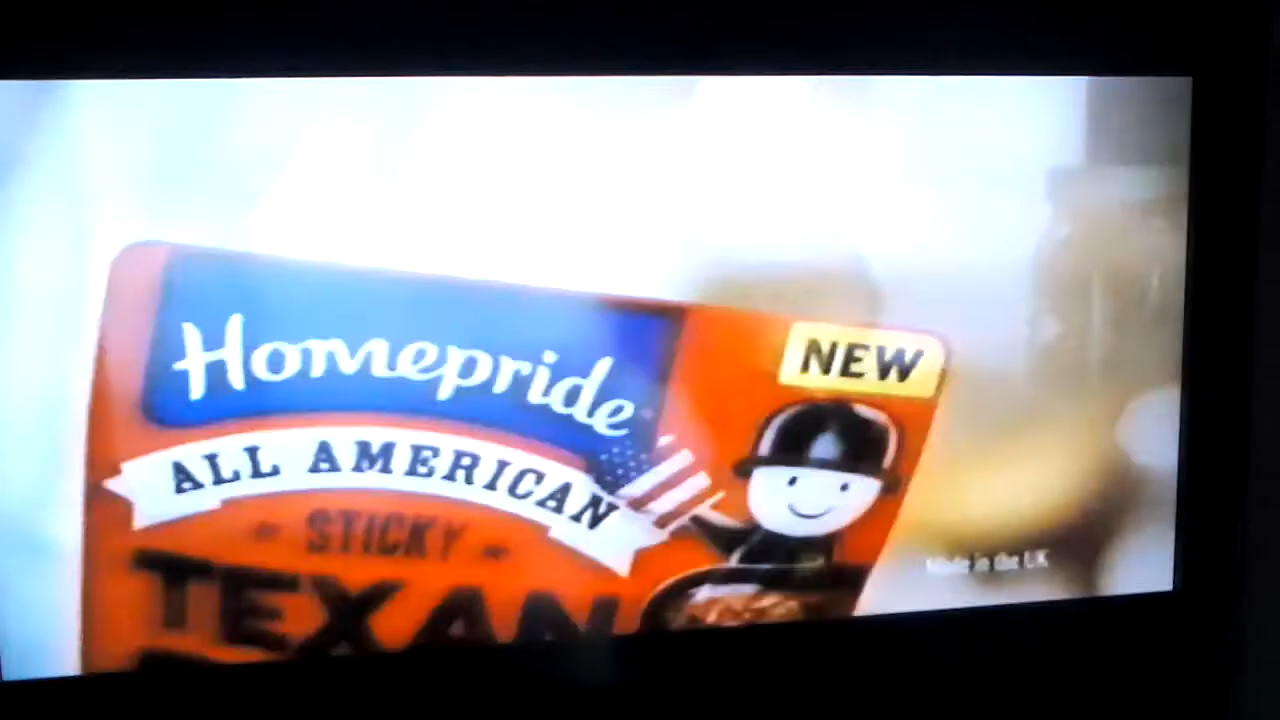 Homepride
NEW
ALL AMERICAN
STICKY
TEXAN
Made in the UK